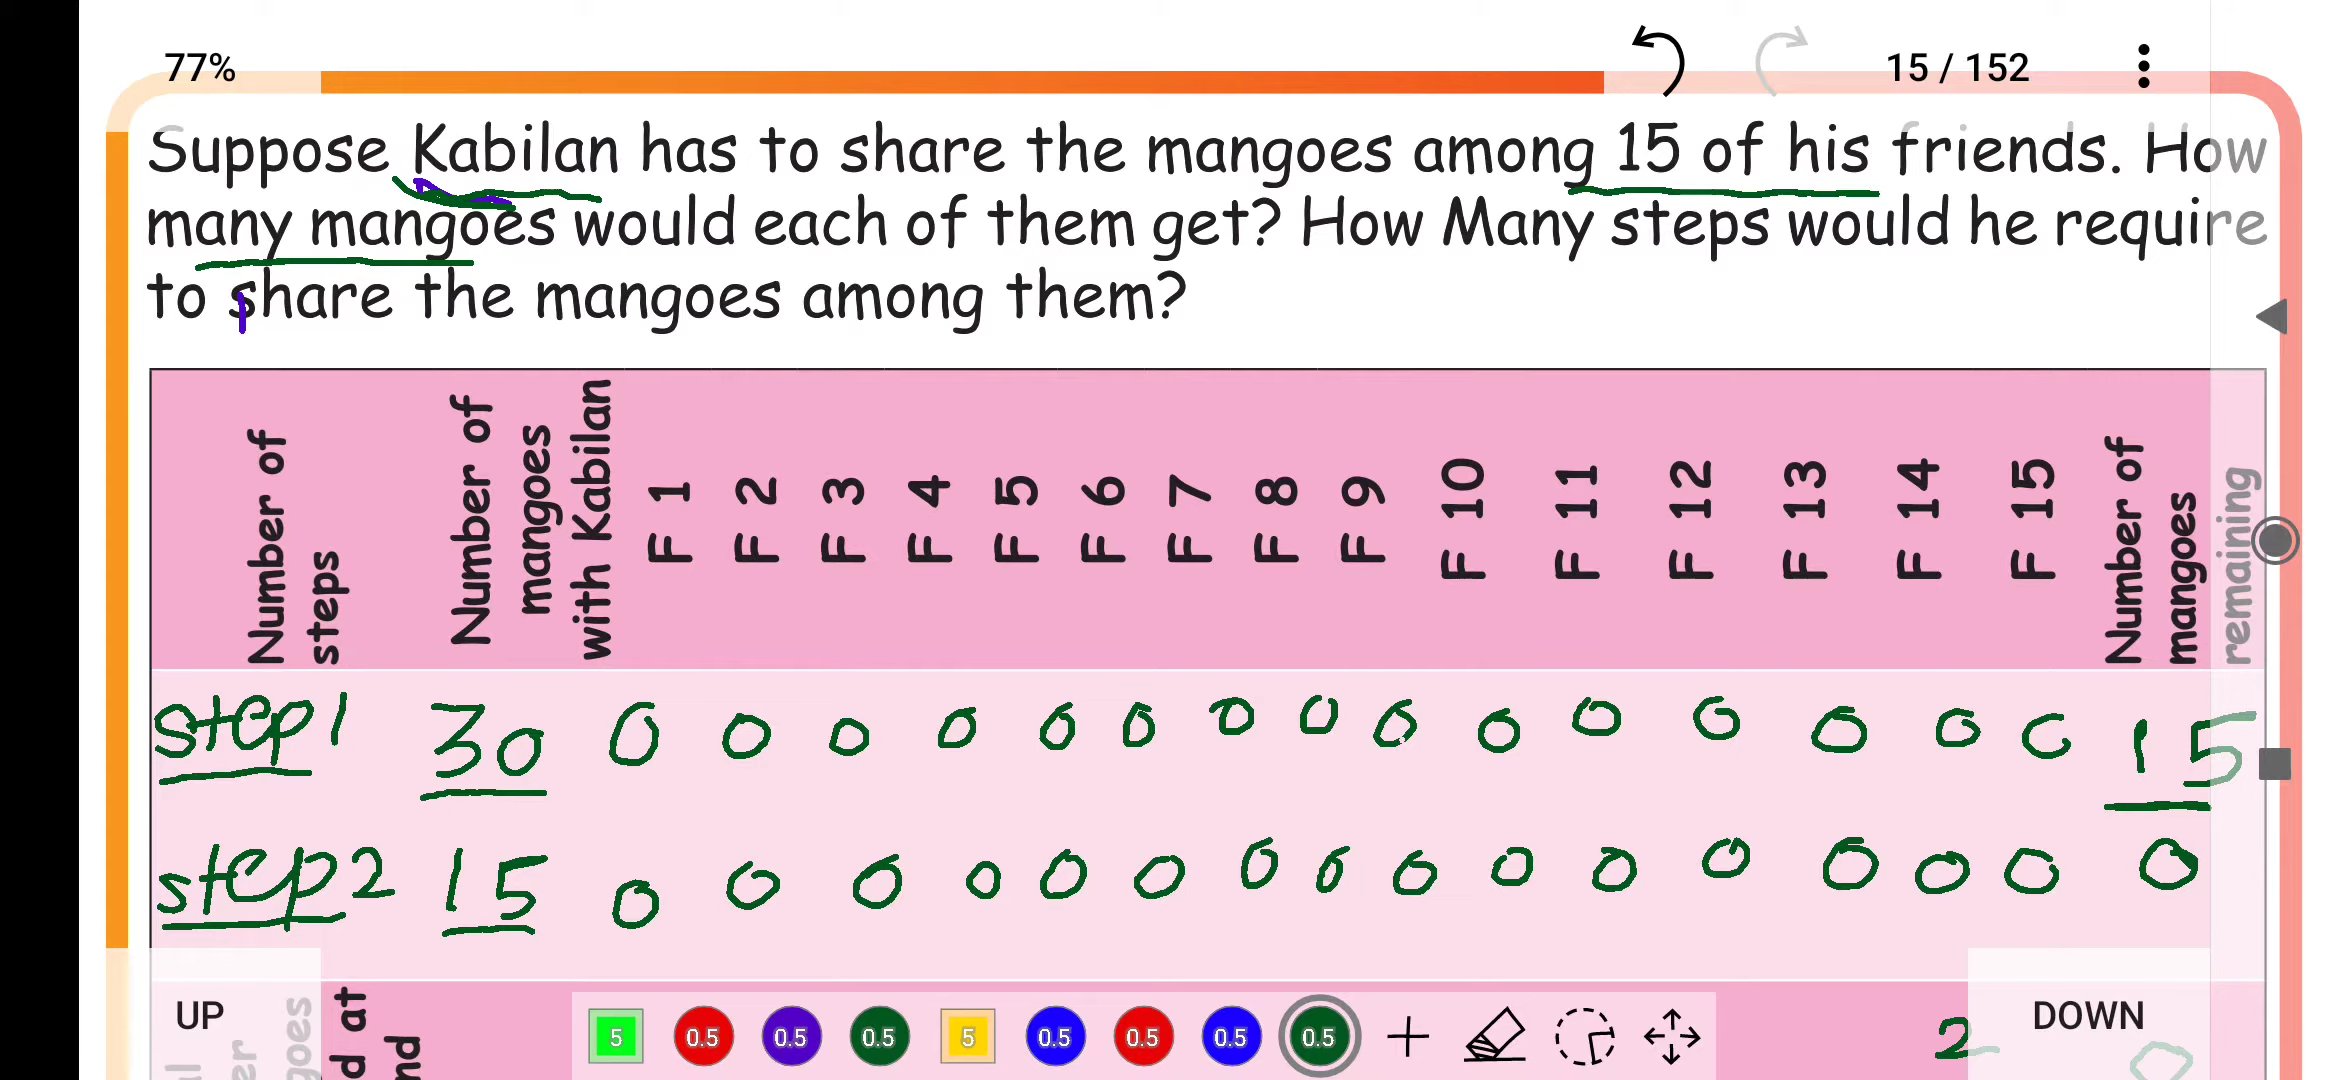 77%
15 / 152
Suppose Kabilan has to share the mangoes among 15 of his friends. How
many mangoes would each of them get? How Many steps would he require
to share the mangoes among them?
Number of
steps
Number of
mangoes
with Kabilan
F 1
F 2
F 3
F 4
F 5
F 6
F 7
F 8
F 9
F 10
F 11
F 12
F 13
F 14
F 15
Number of
mangoes
remaining
step1 30 0 0 0 0 0 0 0 0 0 0 0 0 0 0 0 15
step2 15 0 0 0 0 0 0 0 0 0 0 0 0 0 0 0 0
UP
5 0.5 0.5 0.5 5 0.5 0.5 0.5 0.5
2
DOWN